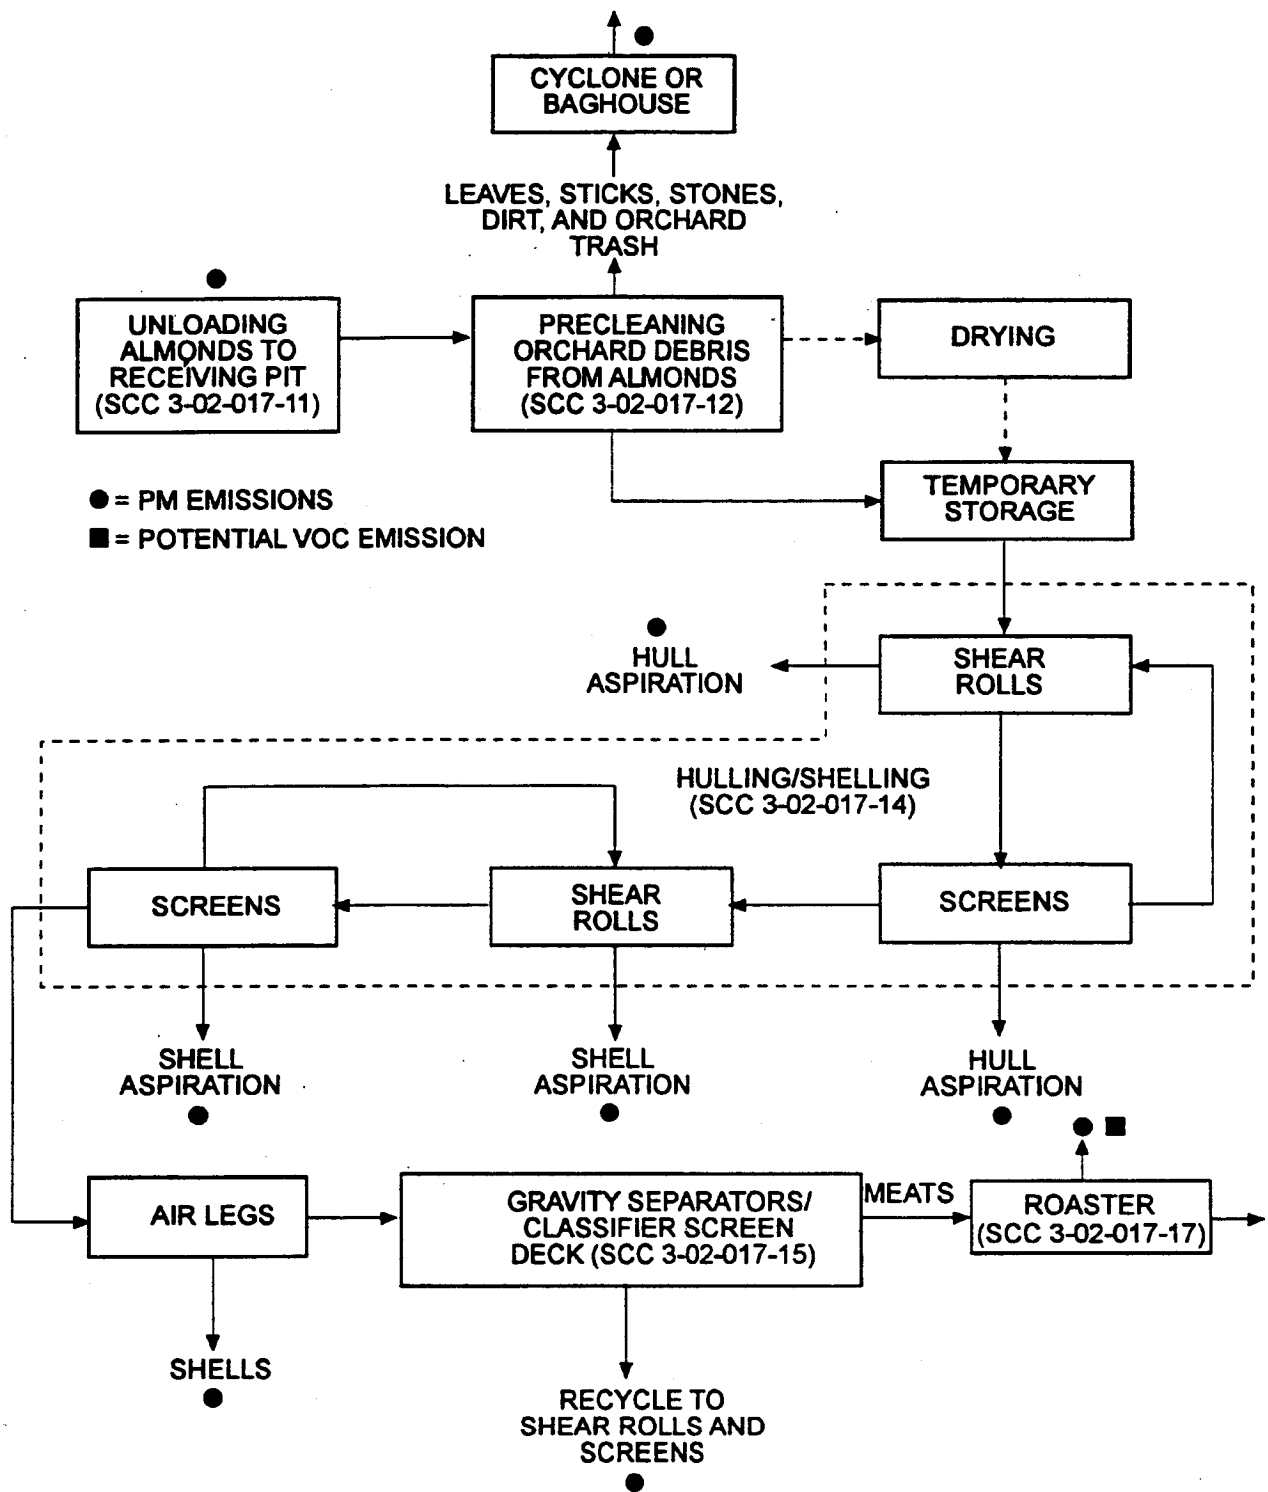 CYCLONE OR
BAGHOUSE
LEAVES, STICKS, STONES,
DIRT, AND ORCHARD
TRASH
UNLOADING
ALMONDS TO
RECEIVING PIT
(SCC 3-02-017-11)
PRECLEANING
ORCHARD DEBRIS
FROM ALMONDS
(SCC 3-02-017-12)
DRYING
TEMPORARY
STORAGE
● = PM EMISSIONS
■ = POTENTIAL VOC EMISSION
HULL
ASPIRATION
SHEAR
ROLLS
HULLING/SHELLING
(SCC 3-02-017-14)
SCREENS
SHEAR
ROLLS
SCREENS
SHELL
ASPIRATION
SHELL
ASPIRATION
HULL
ASPIRATION
AIR LEGS
GRAVITY SEPARATORS/
CLASSIFIER SCREEN
DECK (SCC 3-02-017-15)
MEATS
ROASTER
(SCC 3-02-017-17)
SHELLS
RECYCLE TO
SHEAR ROLLS AND
SCREENS